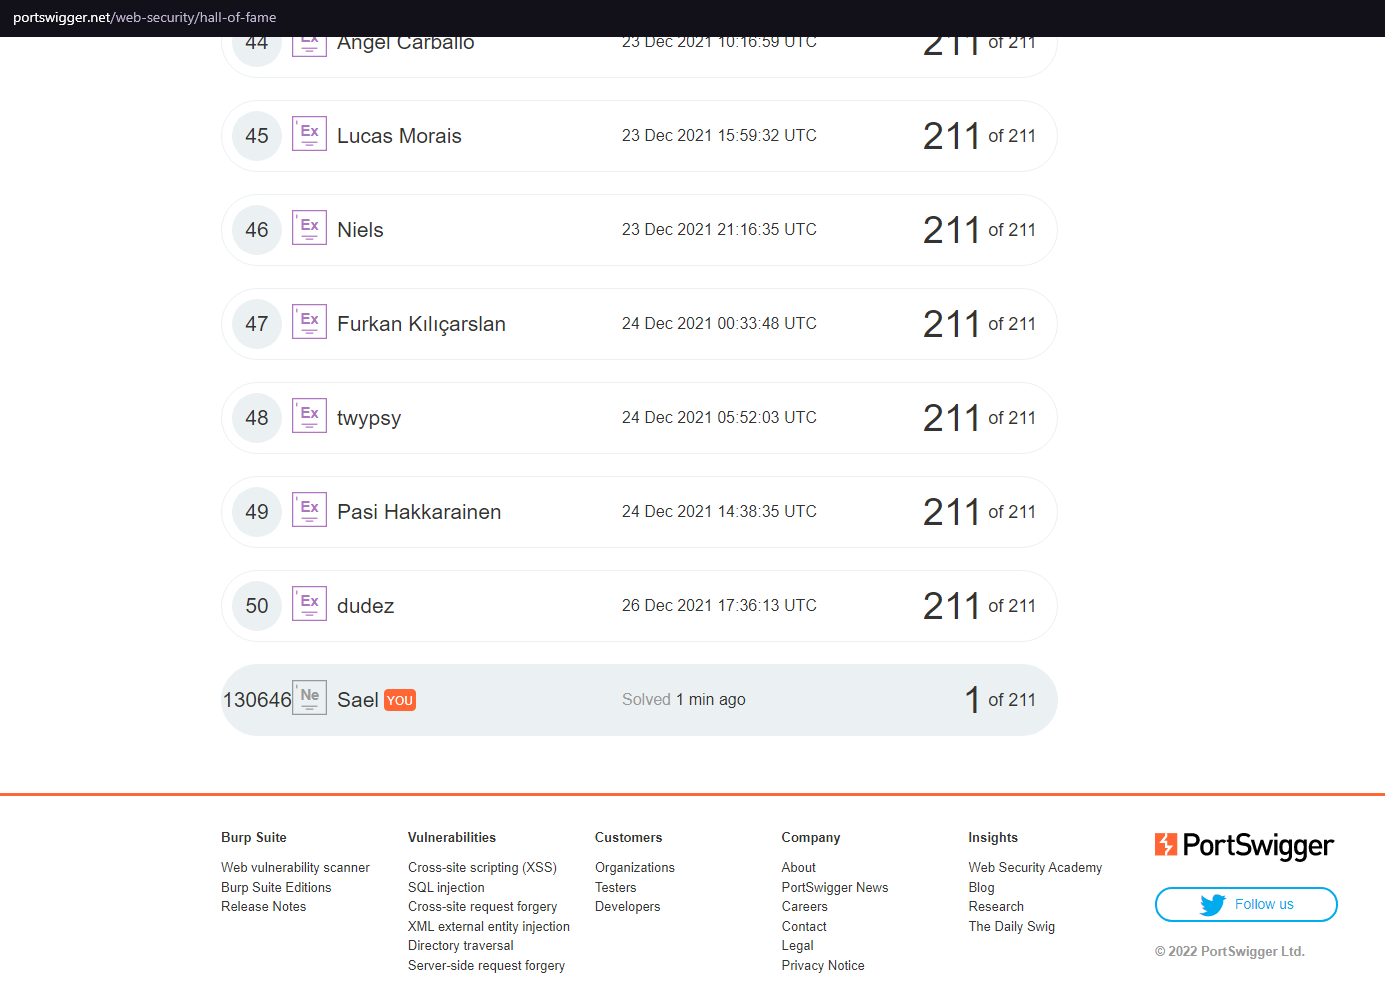 portswigger.net/web-security/hall-of-fame
44 Ex Angel Carballo 23 Dec 2021 10:16:59 UTC 211 of 211
45 Ex Lucas Morais 23 Dec 2021 15:59:32 UTC 211 of 211
46 Ex Niels 23 Dec 2021 21:16:35 UTC 211 of 211
47 Ex Furkan Kılıçarslan 24 Dec 2021 00:33:48 UTC 211 of 211
48 Ex twypsy 24 Dec 2021 05:52:03 UTC 211 of 211
49 Ex Pasi Hakkarainen 24 Dec 2021 14:38:35 UTC 211 of 211
50 Ex dudez 26 Dec 2021 17:36:13 UTC 211 of 211
130646 Ne Sael YOU Solved 1 min ago 1 of 211
Burp Suite
Web vulnerability scanner
Burp Suite Editions
Release Notes
Vulnerabilities
Cross-site scripting (XSS)
SQL injection
Cross-site request forgery
XML external entity injection
Directory traversal
Server-side request forgery
Customers
Organizations
Testers
Developers
Company
About
PortSwigger News
Careers
Contact
Legal
Privacy Notice
Insights
Web Security Academy
Blog
Research
The Daily Swig
PortSwigger
Follow us
© 2022 PortSwigger Ltd.